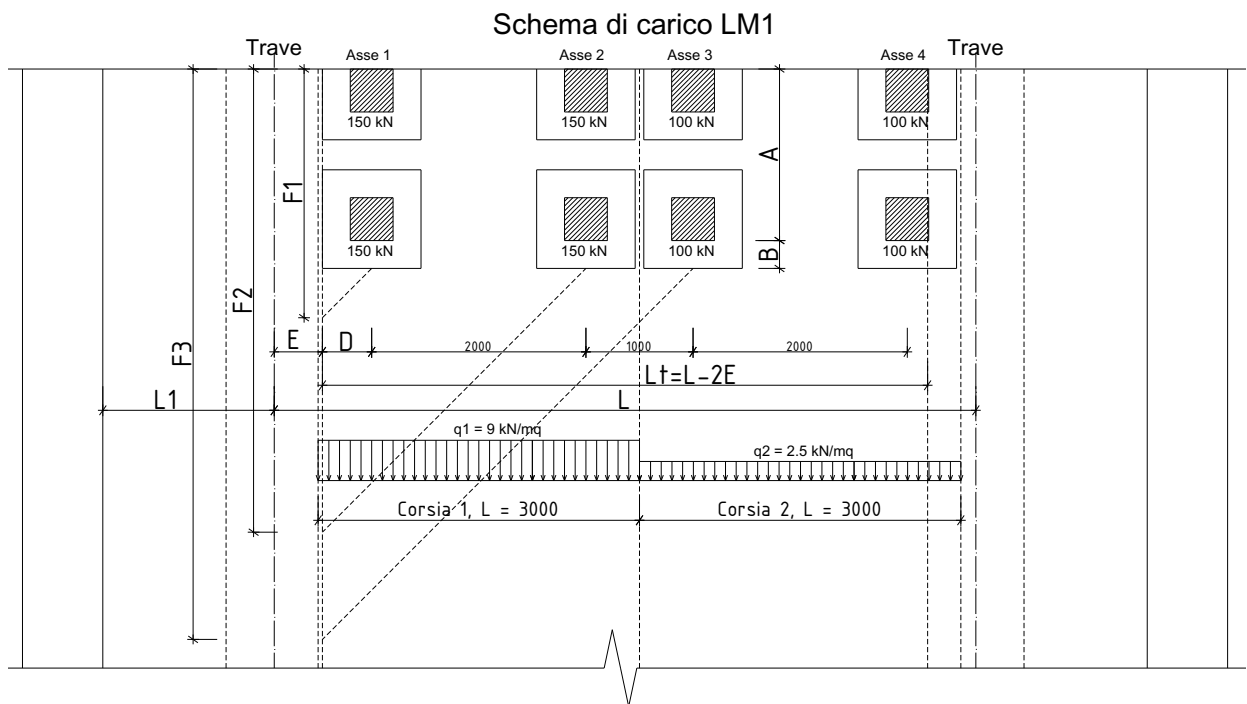 Schema di carico LM1
Trave
Asse 1
Asse 2
Asse 3
Asse 4
Trave
150 kN
150 kN
100 kN
100 kN
A
F1
150 kN
150 kN
100 kN
100 kN
B
F2
F3
E
D
2000
1000
2000
Lt=L-2E
L1
L
q1 = 9 kN/mq
q2 = 2.5 kN/mq
Corsia 1, L = 3000
Corsia 2, L = 3000